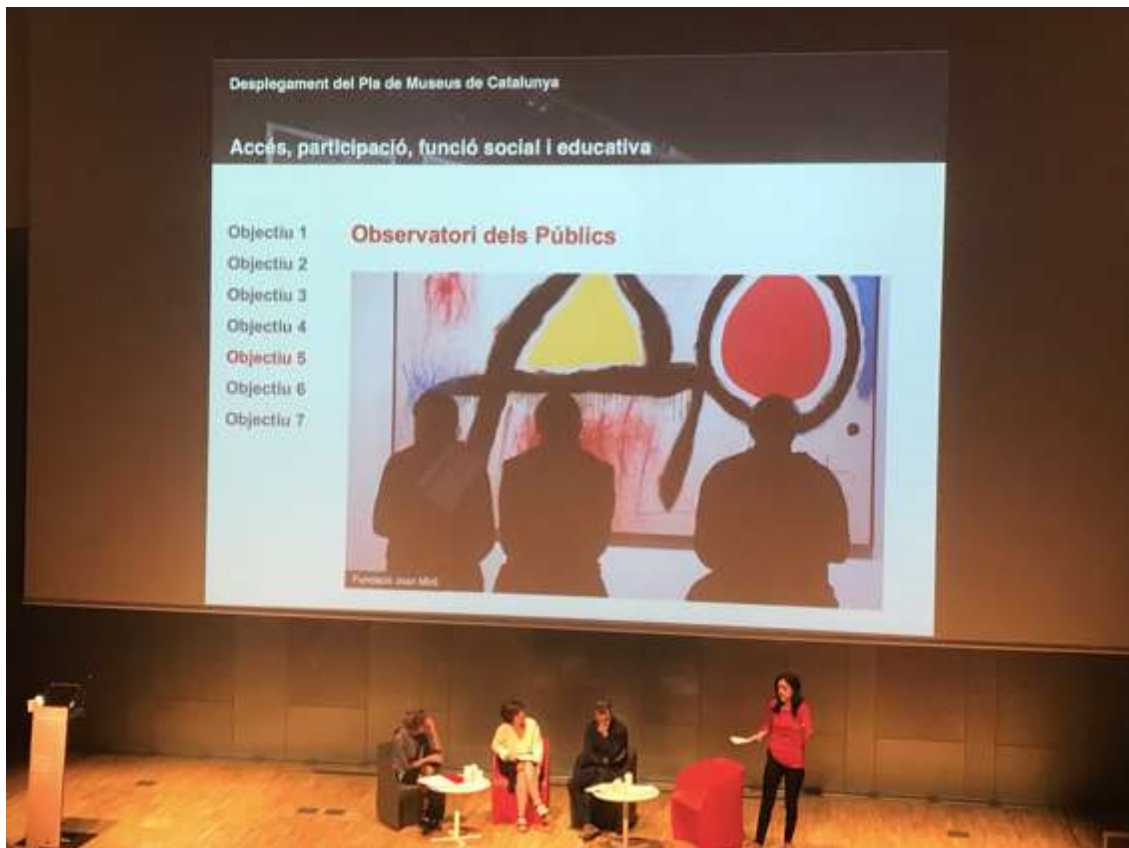 Desplegament del Pla de Museus de Catalunya
Accés, participació, funció social i educativa
Observatori dels Públics
Objectiu 1
Objectiu 2
Objectiu 3
Objectiu 4
Objectiu 5
Objectiu 6
Objectiu 7
Fundació Joan Miró